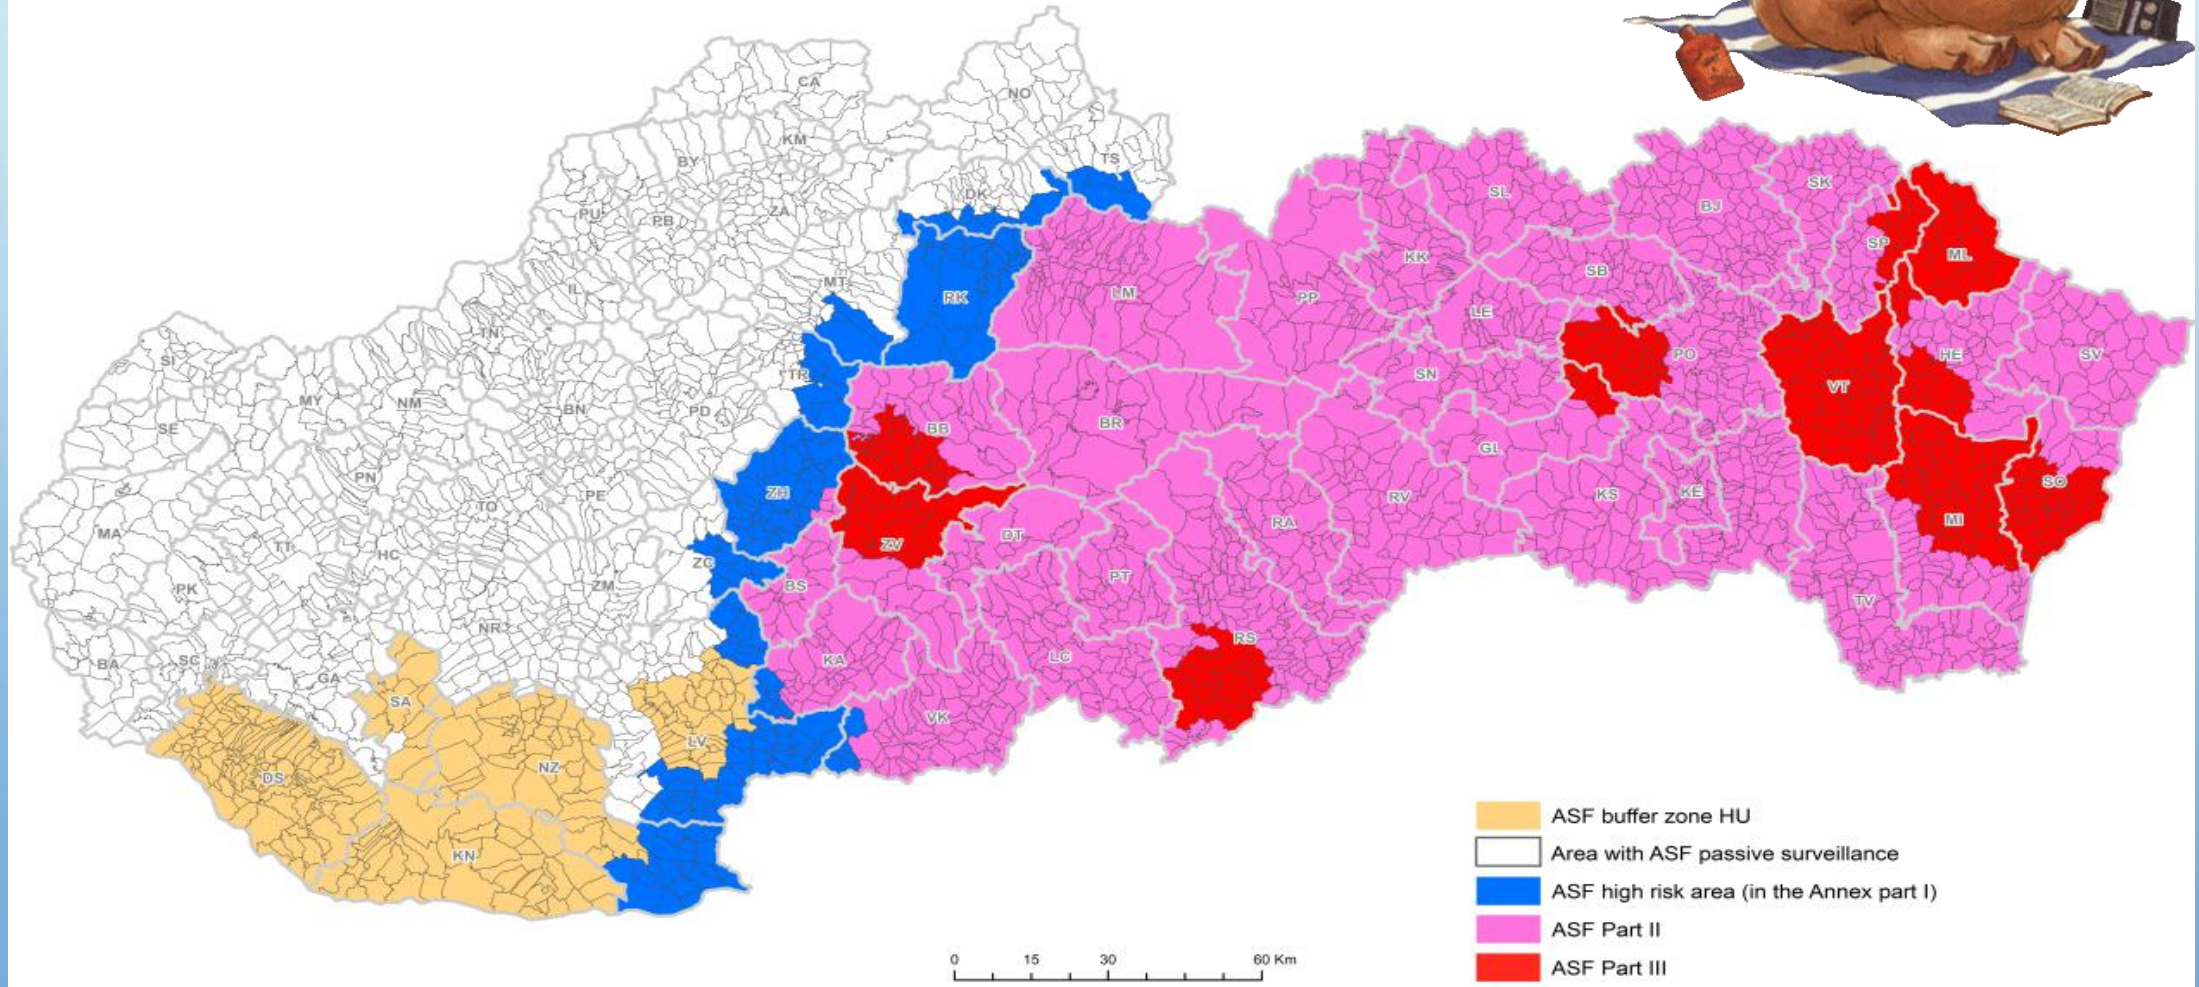 CA
NO
KM
TS
BY
DK
PU
PB
ZA
SL
SK
BJ
SP
ML
KK
SB
MT
IL
RK
LM
PP
LE
TN
SI
PO
HE
SV
TR
SN
VT
MY
NM
BN
PD
SE
BB
BR
GL
PN
TO
PE
ZH
RA
RV
KS
KE
SO
MA
TT
HC
ZV
DT
MI
ZC
PK
ZM
BS
PT
TV
NR
RS
BA
SC
GA
KA
LC
SA
VK
LV
DS
NZ
KN
ASF buffer zone HU
Area with ASF passive surveillance
ASF high risk area (in the Annex part I)
ASF Part II
ASF Part III
0 15 30 60 Km